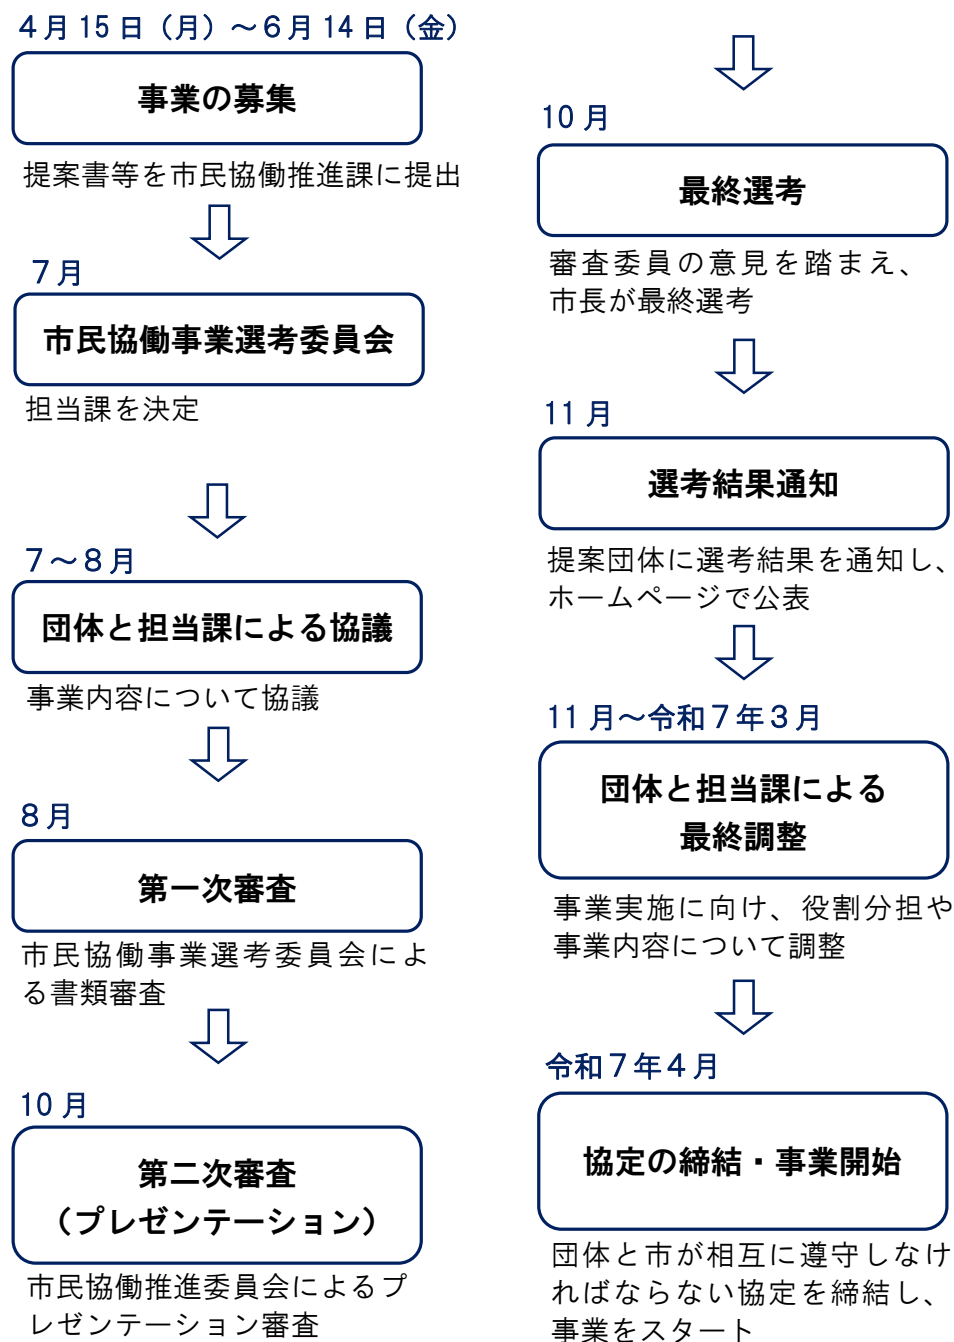 4月15日（月）～6月14日（金）
事業の募集
提案書等を市民協働推進課に提出
7月
市民協働事業選考委員会
担当課を決定
7～8月
団体と担当課による協議
事業内容について協議
8月
第一次審査
市民協働事業選考委員会によ
る書類審査
10月
第二次審査
（プレゼンテーション）
市民協働推進委員会によるプ
レゼンテーション審査
10月
最終選考
審査委員の意見を踏まえ、
市長が最終選考
11月
選考結果通知
提案団体に選考結果を通知し、
ホームページで公表
11月～令和7年3月
団体と担当課による
最終調整
事業実施に向け、役割分担や
事業内容について調整
令和7年4月
協定の締結・事業開始
団体と市が相互に遵守しなけ
ればならない協定を締結し、
事業をスタート